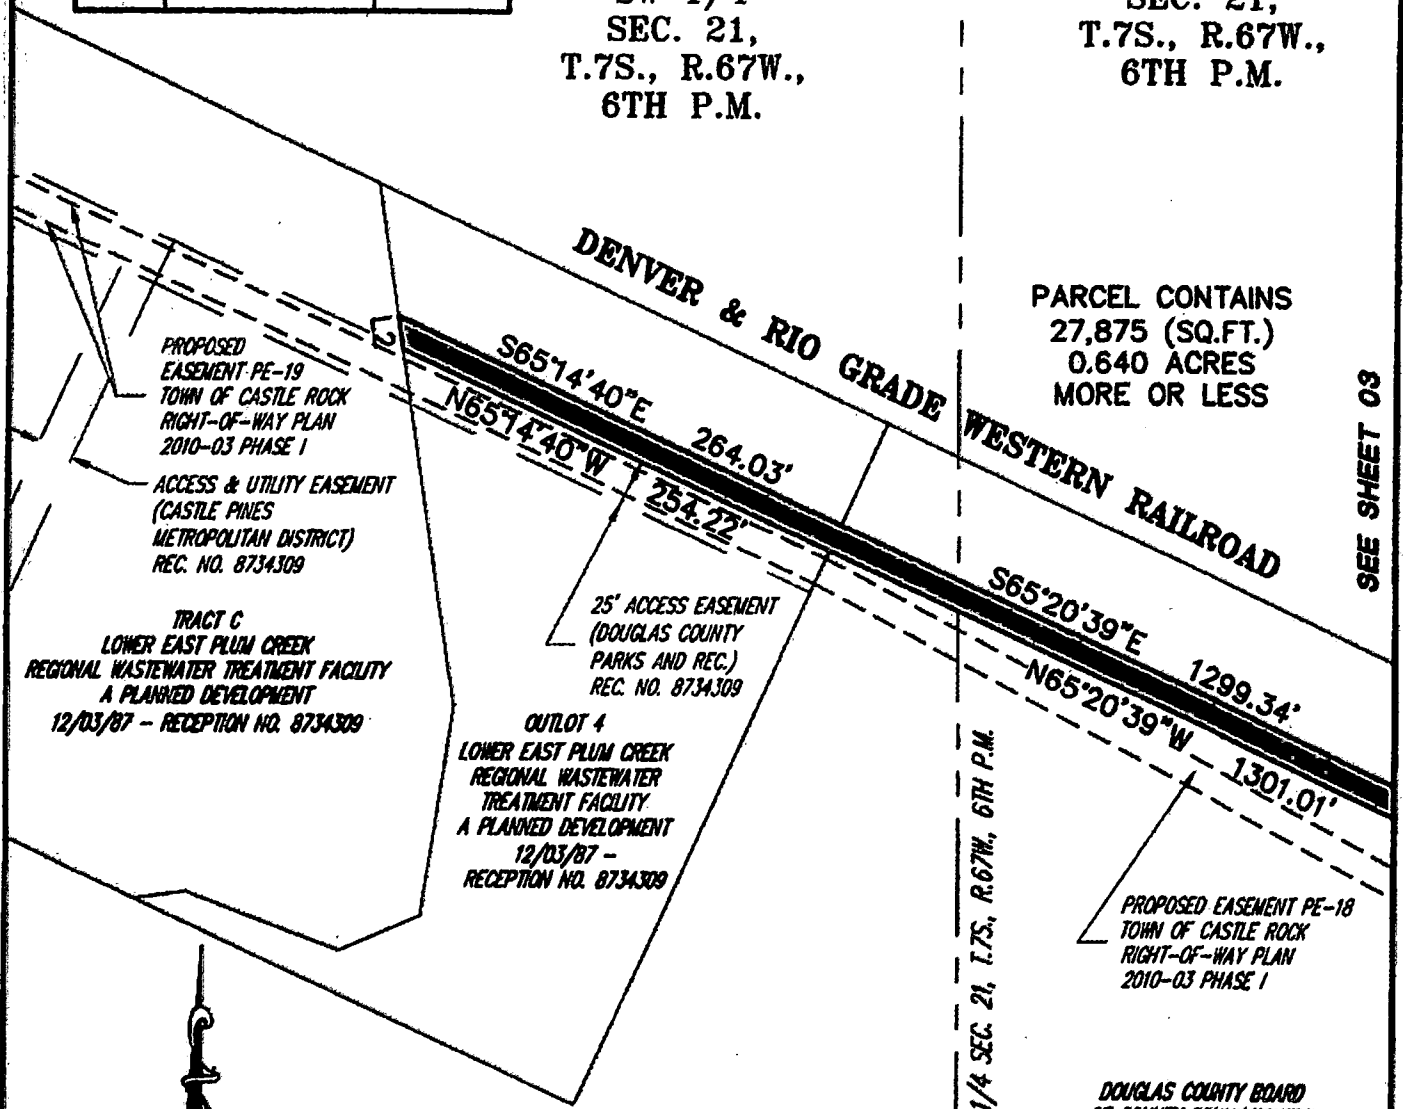 SEC. 21,
T.7S., R.67W.,
6TH P.M.
SEC. 21,
T.7S., R.67W.,
6TH P.M.
DENVER & RIO GRADE WESTERN RAILROAD
PARCEL CONTAINS
27,875 (SQ.FT.)
0.640 ACRES
MORE OR LESS
SEE SHEET 03
2
S65°14'40"E 264.03'
N65°14'40"W 254.22'
S65°20'39"E 1299.34'
N65°20'39"W 1301.01'
PROPOSED
EASEMENT PE-19
TOWN OF CASTLE ROCK
RIGHT-OF-WAY PLAN
2010-03 PHASE I
ACCESS & UTILITY EASEMENT
(CASTLE PINES
METROPOLITAN DISTRICT)
REC. NO. 8734309
TRACT C
LOWER EAST PLUM CREEK
REGIONAL WASTEWATER TREATMENT FACILITY
A PLANNED DEVELOPMENT
12/03/87 - RECEPTION NO. 8734309
25' ACCESS EASEMENT
(DOUGLAS COUNTY
PARKS AND REC.)
REC. NO. 8734309
OUTLOT 4
LOWER EAST PLUM CREEK
REGIONAL WASTEWATER
TREATMENT FACILITY
A PLANNED DEVELOPMENT
12/03/87 -
RECEPTION NO. 8734309
1/4 SEC. 21, T.7S., R.67W., 6TH P.M.
PROPOSED EASEMENT PE-18
TOWN OF CASTLE ROCK
RIGHT-OF-WAY PLAN
2010-03 PHASE I
DOUGLAS COUNTY BOARD